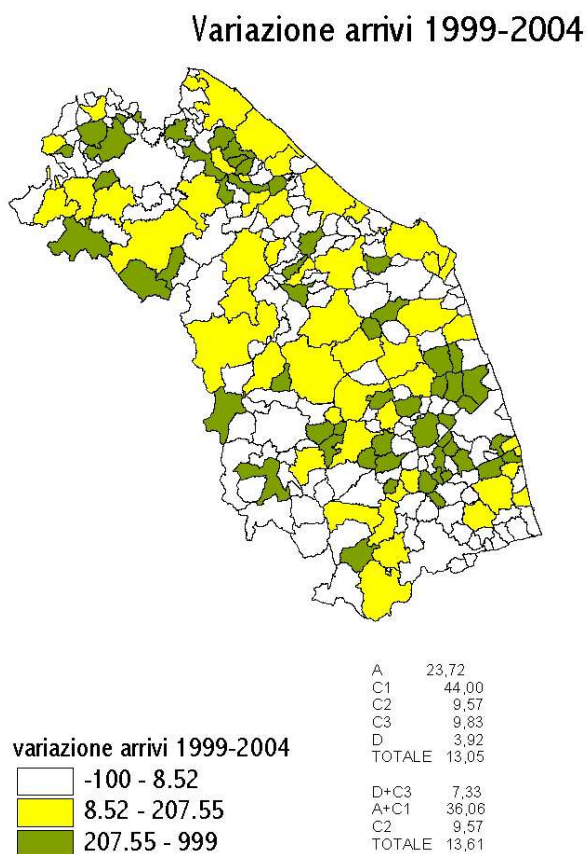 Variazione arrivi 1999-2004
A 23,72
C1 44,00
C2 9,57
C3 9,83
D 3,92
TOTALE 13,05
D+C3 7,33
A+C1 36,06
C2 9,57
TOTALE 13,61
variazione arrivi 1999-2004
-100 - 8.52
8.52 - 207.55
207.55 - 999